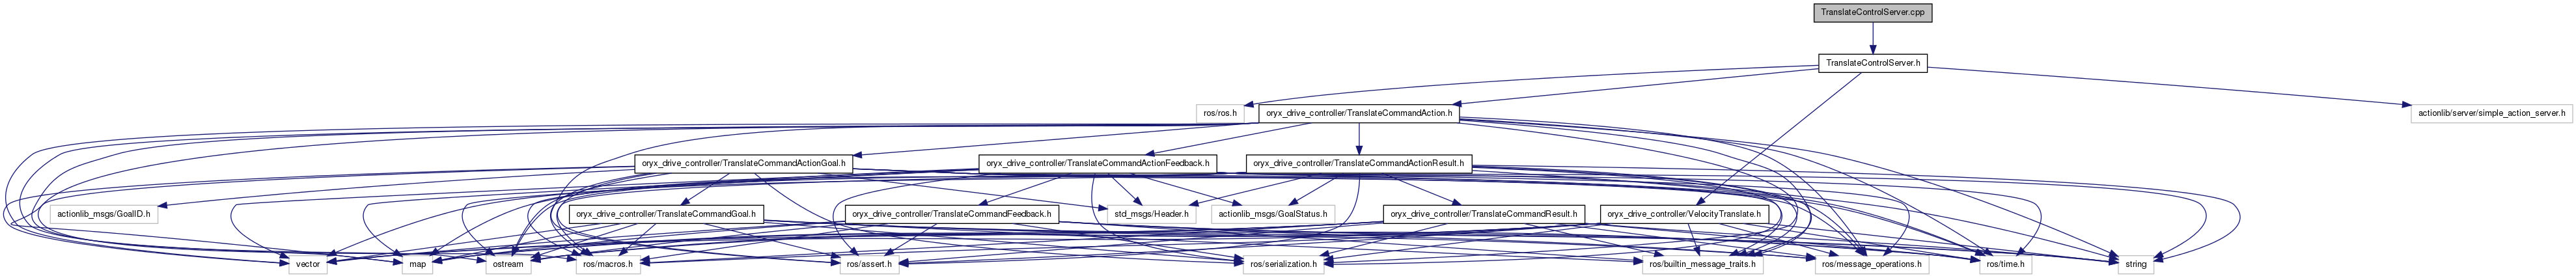 TranslateControlServer.cpp
TranslateControlServer.h
ros/ros.h
oryx_drive_controller/TranslateCommandAction.h
actionlib/server/simple_action_server.h
oryx_drive_controller/TranslateCommandActionGoal.h
oryx_drive_controller/TranslateCommandActionFeedback.h
oryx_drive_controller/TranslateCommandActionResult.h
actionlib_msgs/GoalID.h
oryx_drive_controller/TranslateCommandGoal.h
oryx_drive_controller/TranslateCommandFeedback.h
std_msgs/Header.h
actionlib_msgs/GoalStatus.h
oryx_drive_controller/TranslateCommandResult.h
oryx_drive_controller/VelocityTranslate.h
vector
map
ostream
ros/macros.h
ros/assert.h
ros/serialization.h
ros/builtin_message_traits.h
ros/message_operations.h
ros/time.h
string